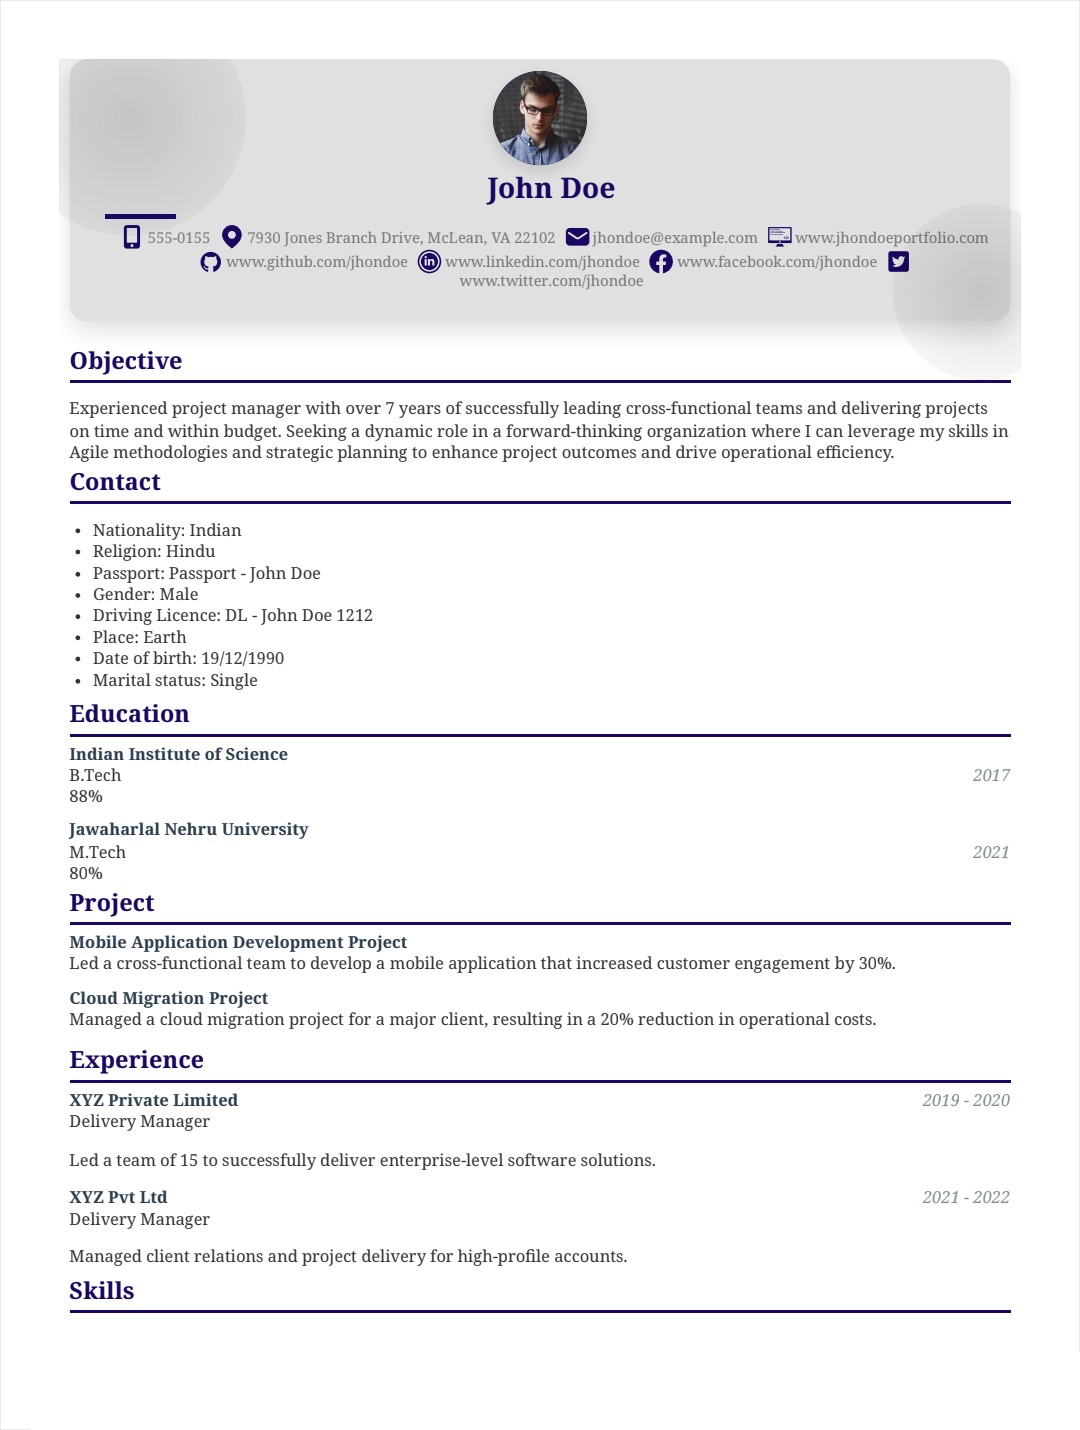 John Doe
555-0155 7930 Jones Branch Drive, McLean, VA 22102 jhondoe@example.com www.jhondoeportfolio.com
www.github.com/jhondoe www.linkedin.com/jhondoe www.facebook.com/jhondoe
www.twitter.com/jhondoe
Objective
Experienced project manager with over 7 years of successfully leading cross-functional teams and delivering projects
on time and within budget. Seeking a dynamic role in a forward-thinking organization where I can leverage my skills in
Agile methodologies and strategic planning to enhance project outcomes and drive operational efficiency.
Contact
• Nationality: Indian
• Religion: Hindu
• Passport: Passport - John Doe
• Gender: Male
• Driving Licence: DL - John Doe 1212
• Place: Earth
• Date of birth: 19/12/1990
• Marital status: Single
Education
Indian Institute of Science
B.Tech 2017
88%
Jawaharlal Nehru University
M.Tech 2021
80%
Project
Mobile Application Development Project
Led a cross-functional team to develop a mobile application that increased customer engagement by 30%.
Cloud Migration Project
Managed a cloud migration project for a major client, resulting in a 20% reduction in operational costs.
Experience
XYZ Private Limited 2019 - 2020
Delivery Manager
Led a team of 15 to successfully deliver enterprise-level software solutions.
XYZ Pvt Ltd 2021 - 2022
Delivery Manager
Managed client relations and project delivery for high-profile accounts.
Skills